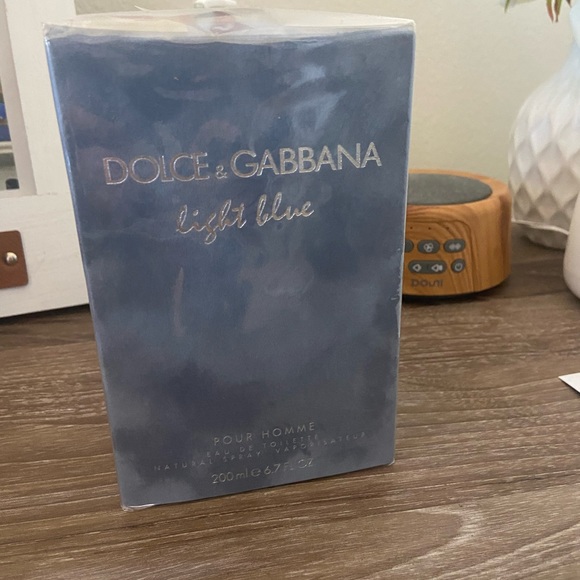 DOLCE & GABBANA
light blue
POUR HOMME
EAU DE TOILETTE
NATURAL SPRAY VAPORISATEUR
200 ml e 6.7 FL.OZ.